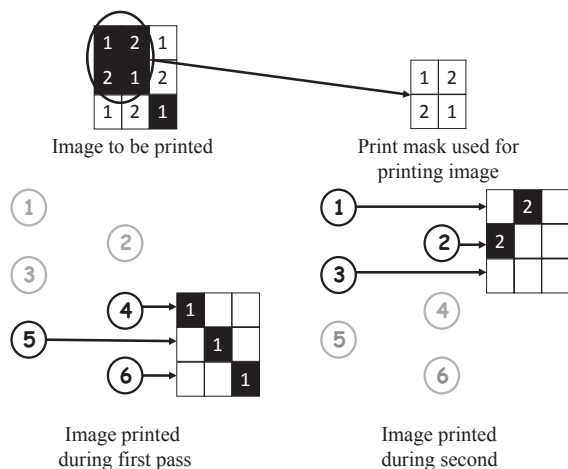 1 2 1
2 1 2
1 2 1
Image to be printed
1 2
2 1
Print mask used for
printing image
1
2
3
4
1
5
1
6
1
Image printed
during first pass
1
2
2
2
3
4
5
6
Image printed
during second